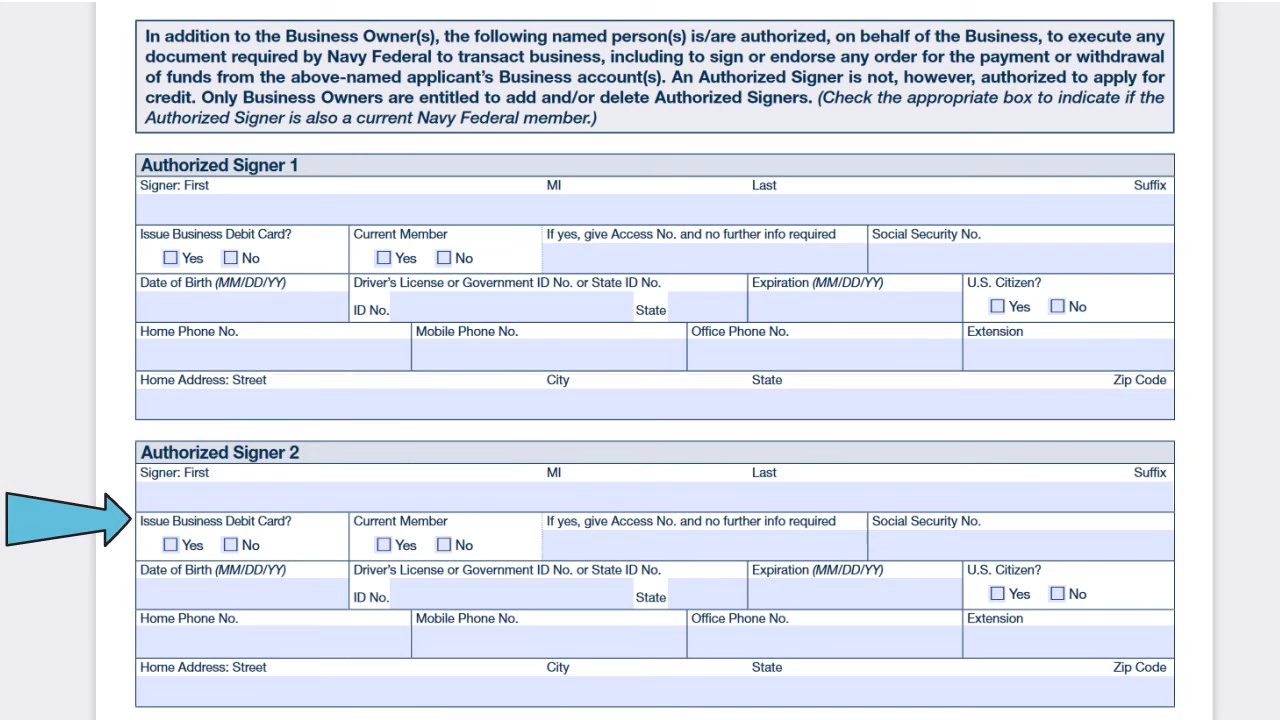 In addition to the Business Owner(s), the following named person(s) is/are authorized, on behalf of the Business, to execute any
document required by Navy Federal to transact business, including to sign or endorse any order for the payment or withdrawal
of funds from the above-named applicant's Business account(s). An Authorized Signer is not, however, authorized to apply for
credit. Only Business Owners are entitled to add and/or delete Authorized Signers. (Check the appropriate box to indicate if the
Authorized Signer is also a current Navy Federal member.)
Authorized Signer 1
Signer: First MI Last Suffix
Issue Business Debit Card? Current Member If yes, give Access No. and no further info required Social Security No.
Yes No Yes No
Date of Birth (MM/DD/YY) Driver's License or Government ID No. or State ID No. Expiration (MM/DD/YY) U.S. Citizen?
ID No. State Yes No
Home Phone No. Mobile Phone No. Office Phone No. Extension
Home Address: Street City State Zip Code
Authorized Signer 2
Signer: First MI Last Suffix
Issue Business Debit Card? Current Member If yes, give Access No. and no further info required Social Security No.
Yes No Yes No
Date of Birth (MM/DD/YY) Driver's License or Government ID No. or State ID No. Expiration (MM/DD/YY) U.S. Citizen?
ID No. State Yes No
Home Phone No. Mobile Phone No. Office Phone No. Extension
Home Address: Street City State Zip Code